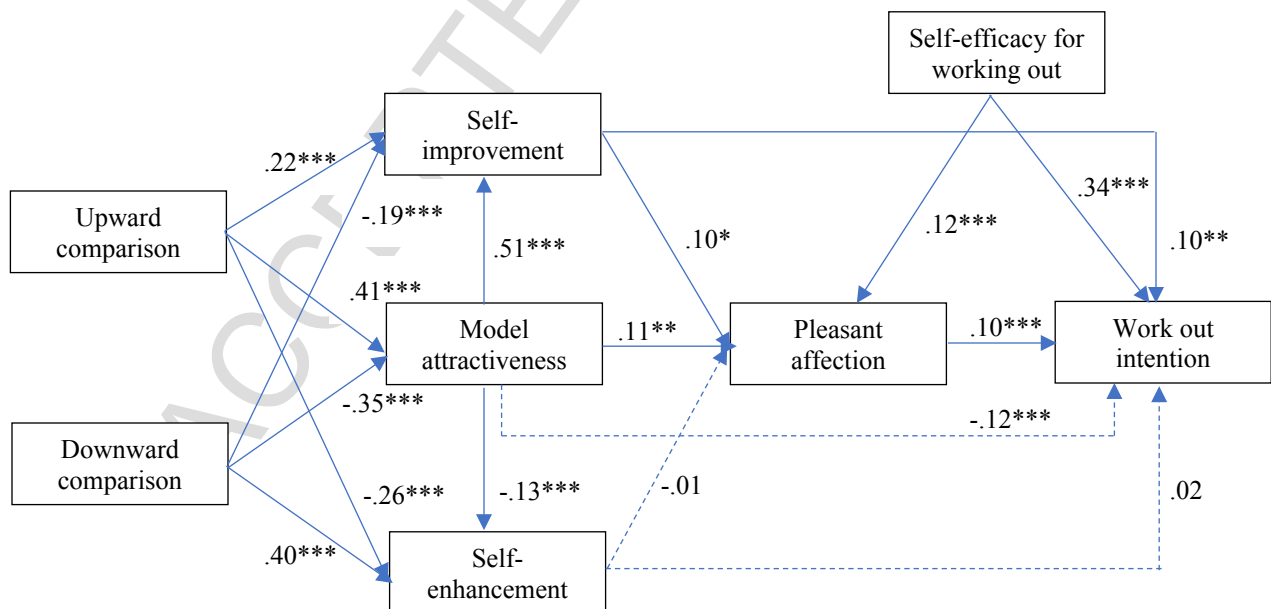 Self-efficacy for
working out
Self-
improvement
.22***
Upward
comparison
-.19***
.51***
.10*
.12***
.34***
.10**
.41***
Model
attractiveness
.11**
Pleasant
affection
.10***
Work out
intention
-.35***
-.12***
Downward
comparison
-.26***
-.13***
-.01
.02
.40***
Self-
enhancement